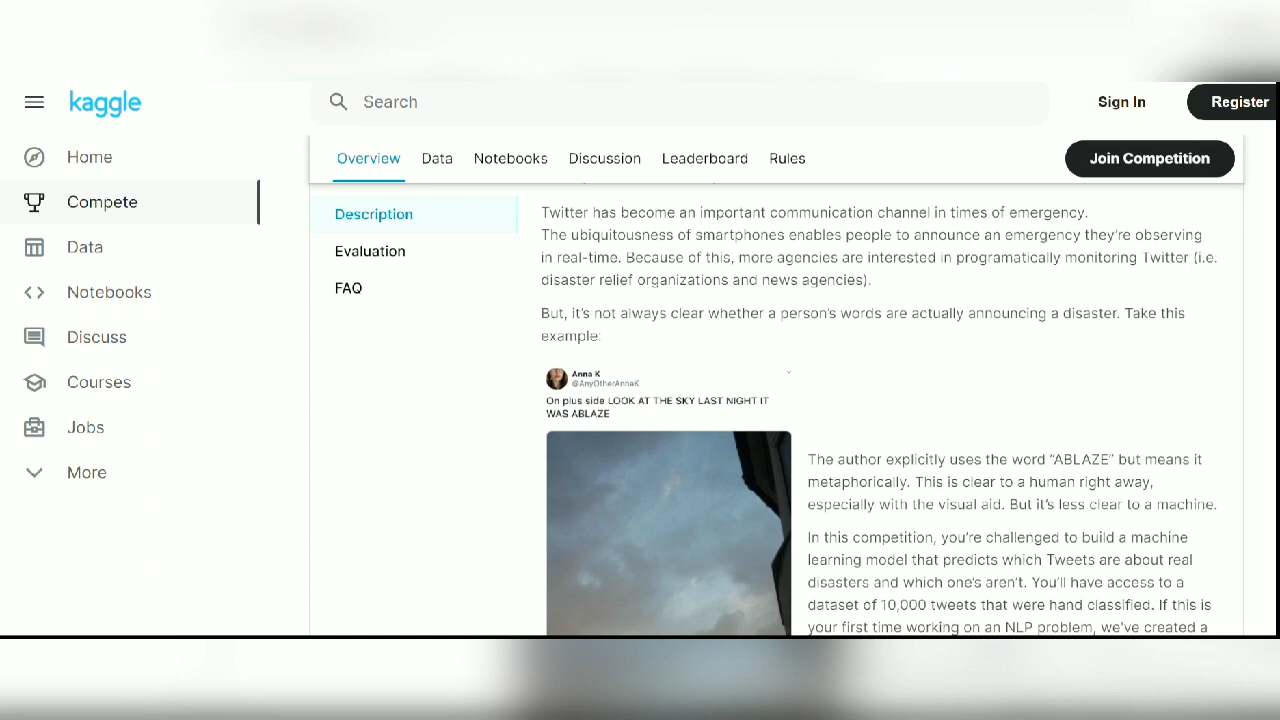 kaggle
Search
Sign In
Register
Home
Compete
Data
Notebooks
Discuss
Courses
Jobs
More
Overview
Data
Notebooks
Discussion
Leaderboard
Rules
Join Competition
Description
Evaluation
FAQ
Twitter has become an important communication channel in times of emergency.
The ubiquitousness of smartphones enables people to announce an emergency they're observing
in real-time. Because of this, more agencies are interested in programatically monitoring Twitter (i.e.
disaster relief organizations and news agencies).
But, it's not always clear whether a person's words are actually announcing a disaster. Take this
example:
Anna K
@AnyOtherAnnaK
On plus side LOOK AT THE SKY LAST NIGHT IT
WAS ABLAZE
The author explicitly uses the word “ABLAZE” but means it
metaphorically. This is clear to a human right away,
especially with the visual aid. But it's less clear to a machine.
In this competition, you're challenged to build a machine
learning model that predicts which Tweets are about real
disasters and which one's aren't. You'll have access to a
dataset of 10,000 tweets that were hand classified. If this is
your first time working on an NLP problem, we've created a